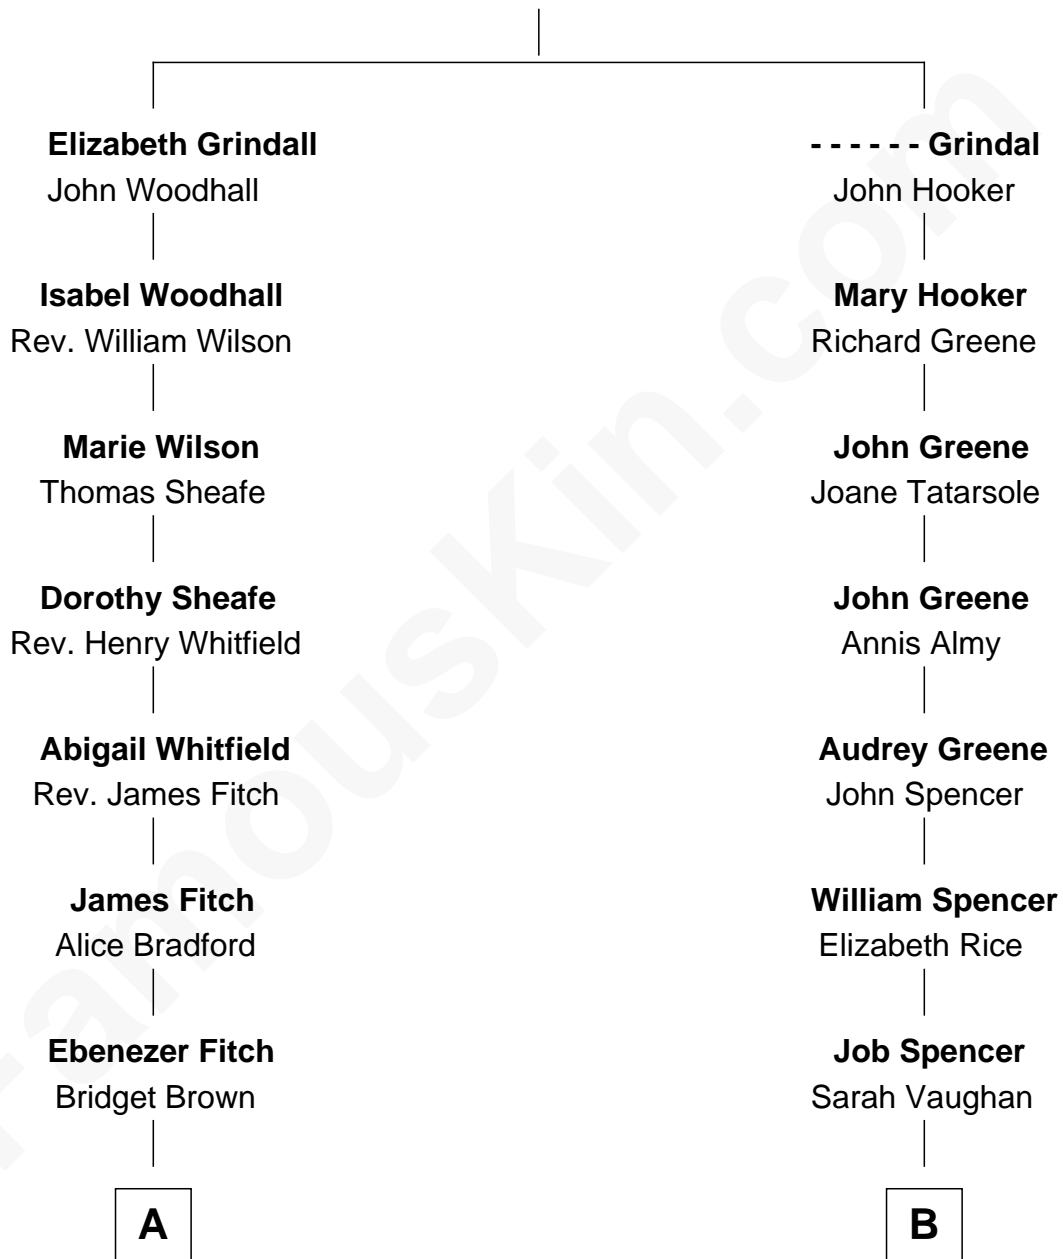 Elizabeth Grindall
John Woodhall
Isabel Woodhall
Rev. William Wilson
Marie Wilson
Thomas Sheafe
Dorothy Sheafe
Rev. Henry Whitfield
Abigail Whitfield
Rev. James Fitch
James Fitch
Alice Bradford
Ebenezer Fitch
Bridget Brown
A
- - - - - - Grindal
John Hooker
Mary Hooker
Richard Greene
John Greene
Joane Tatarsole
John Greene
Annis Almy
Audrey Greene
John Spencer
William Spencer
Elizabeth Rice
Job Spencer
Sarah Vaughan
B
FamousKin.com